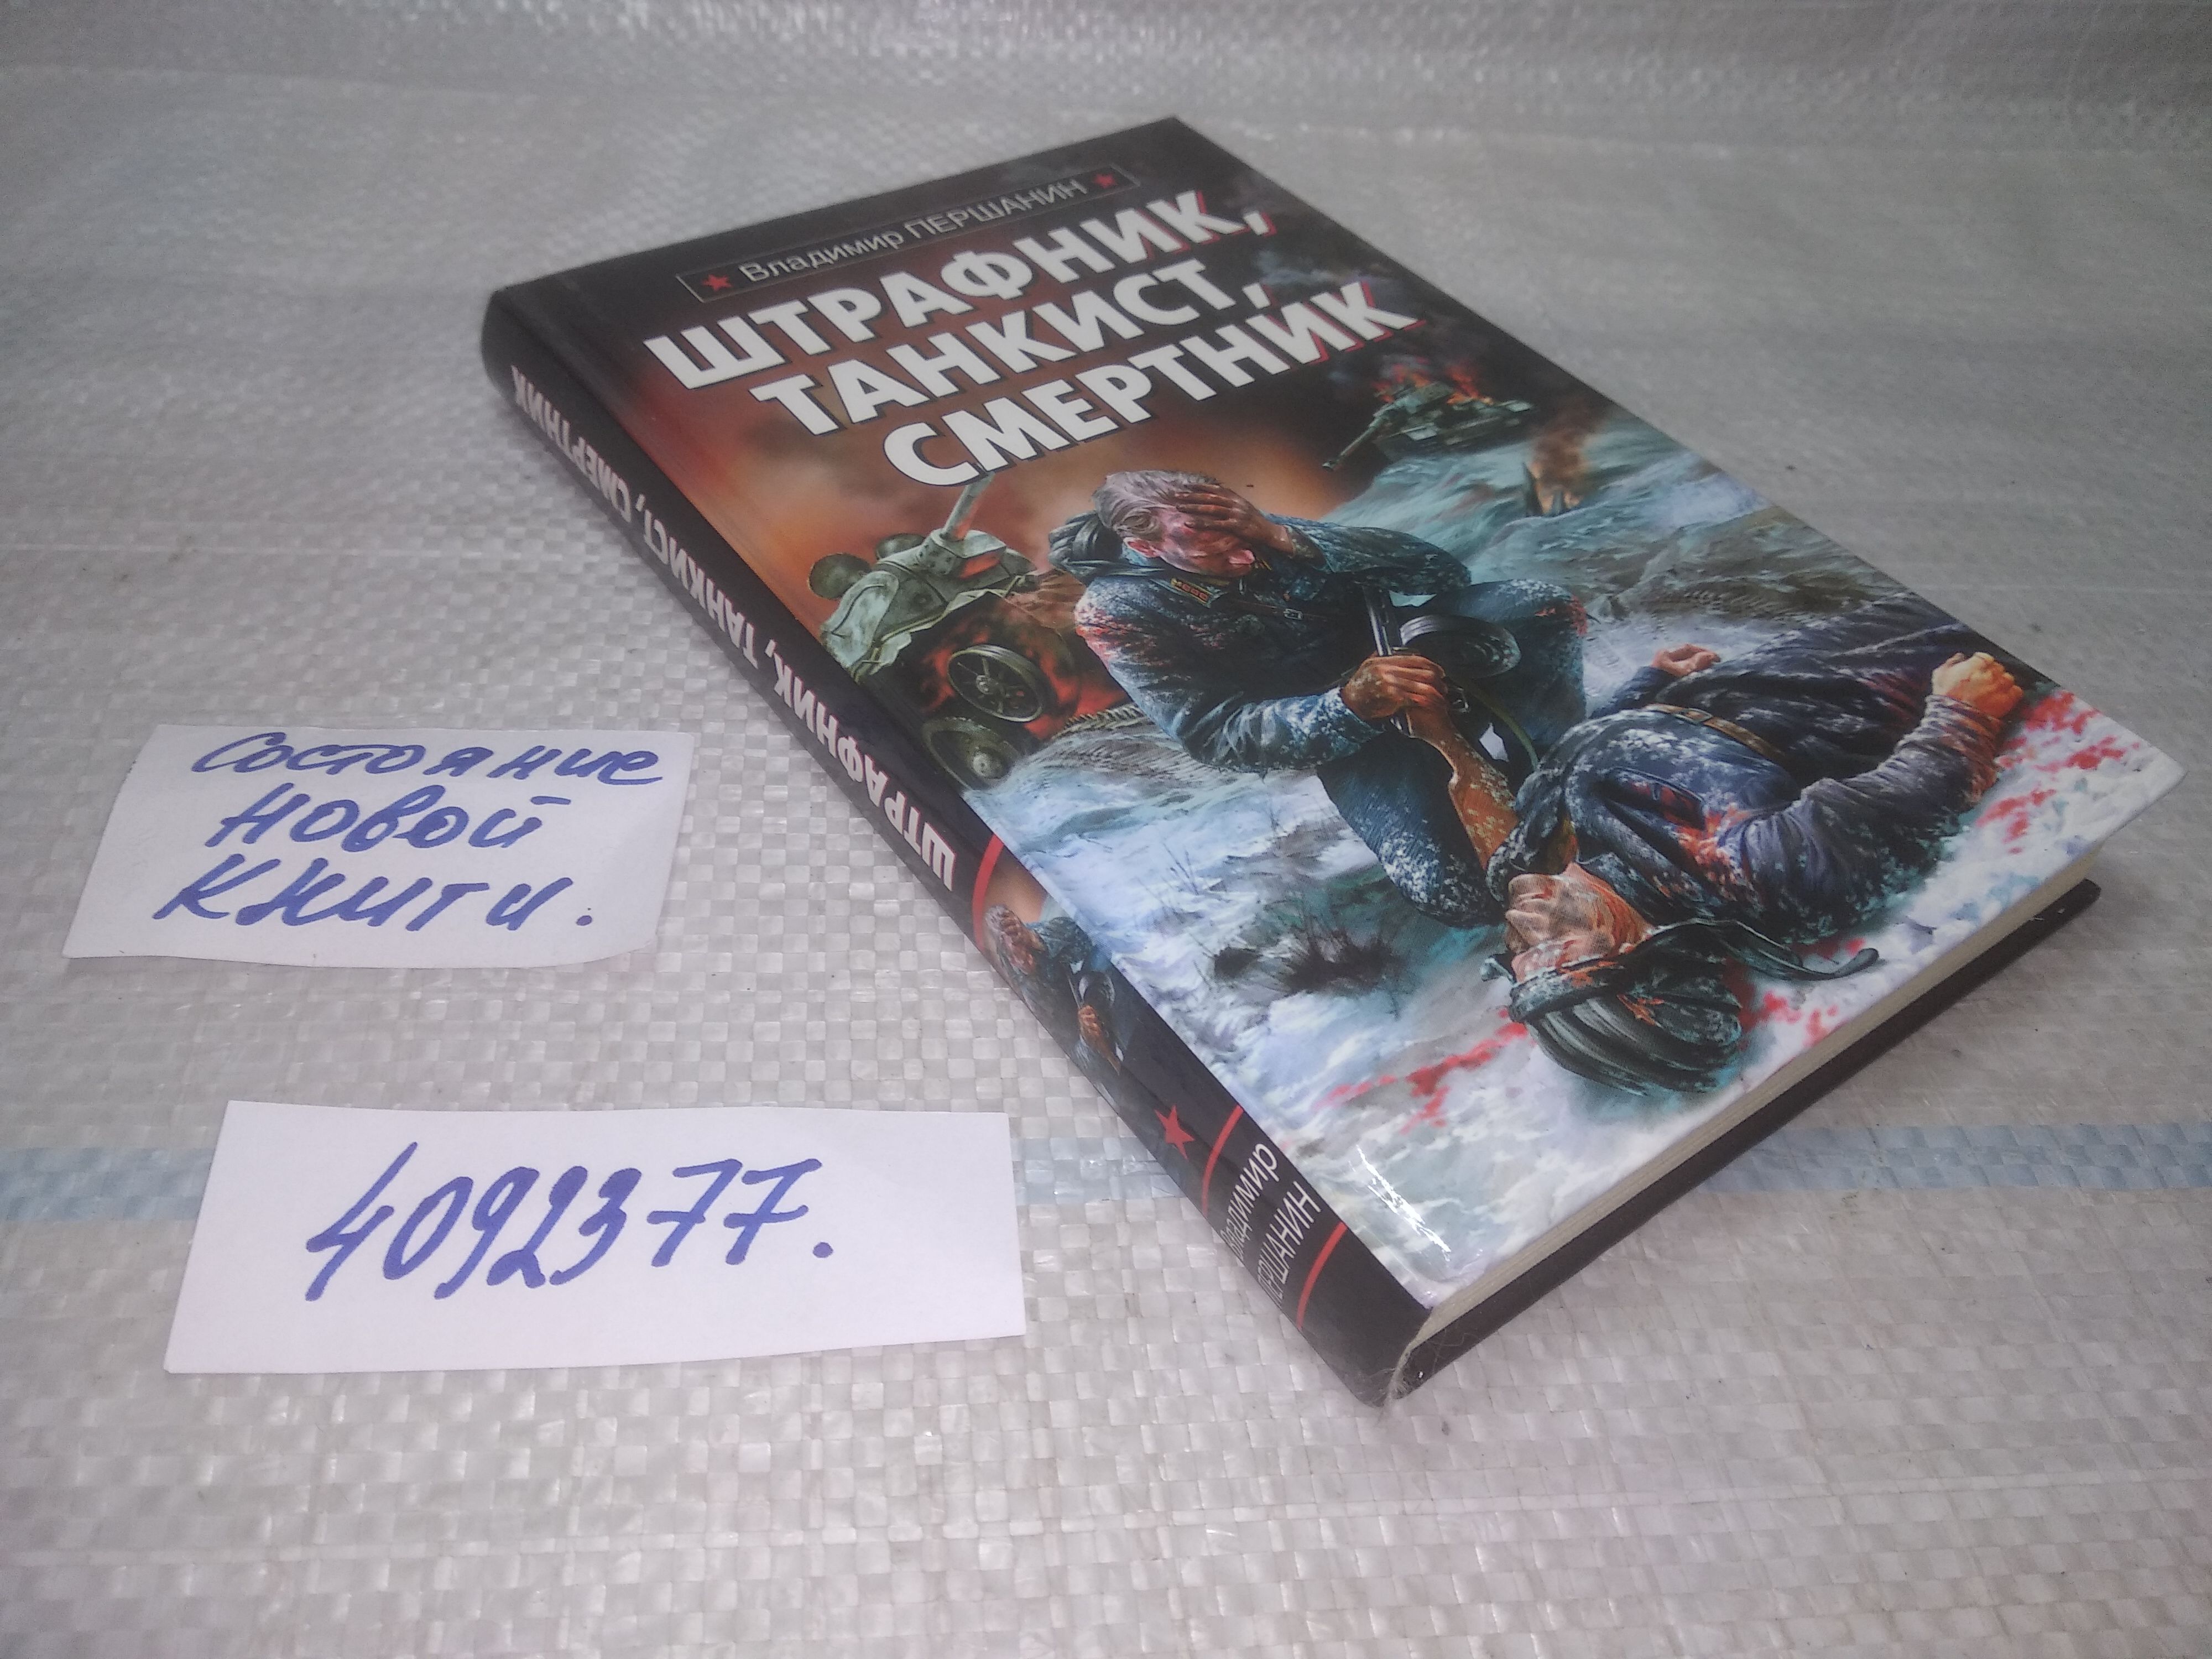 Владимир ПЕРШАНИН
ШТРАФНИК,
ТАНКИСТ,
СМЕРТНИК
ШТРАФНИК, ТАНКИСТ, СМЕРТНИК
Владимир
ПЕРШАНИН
Состояние
новой
книги.
4092377.